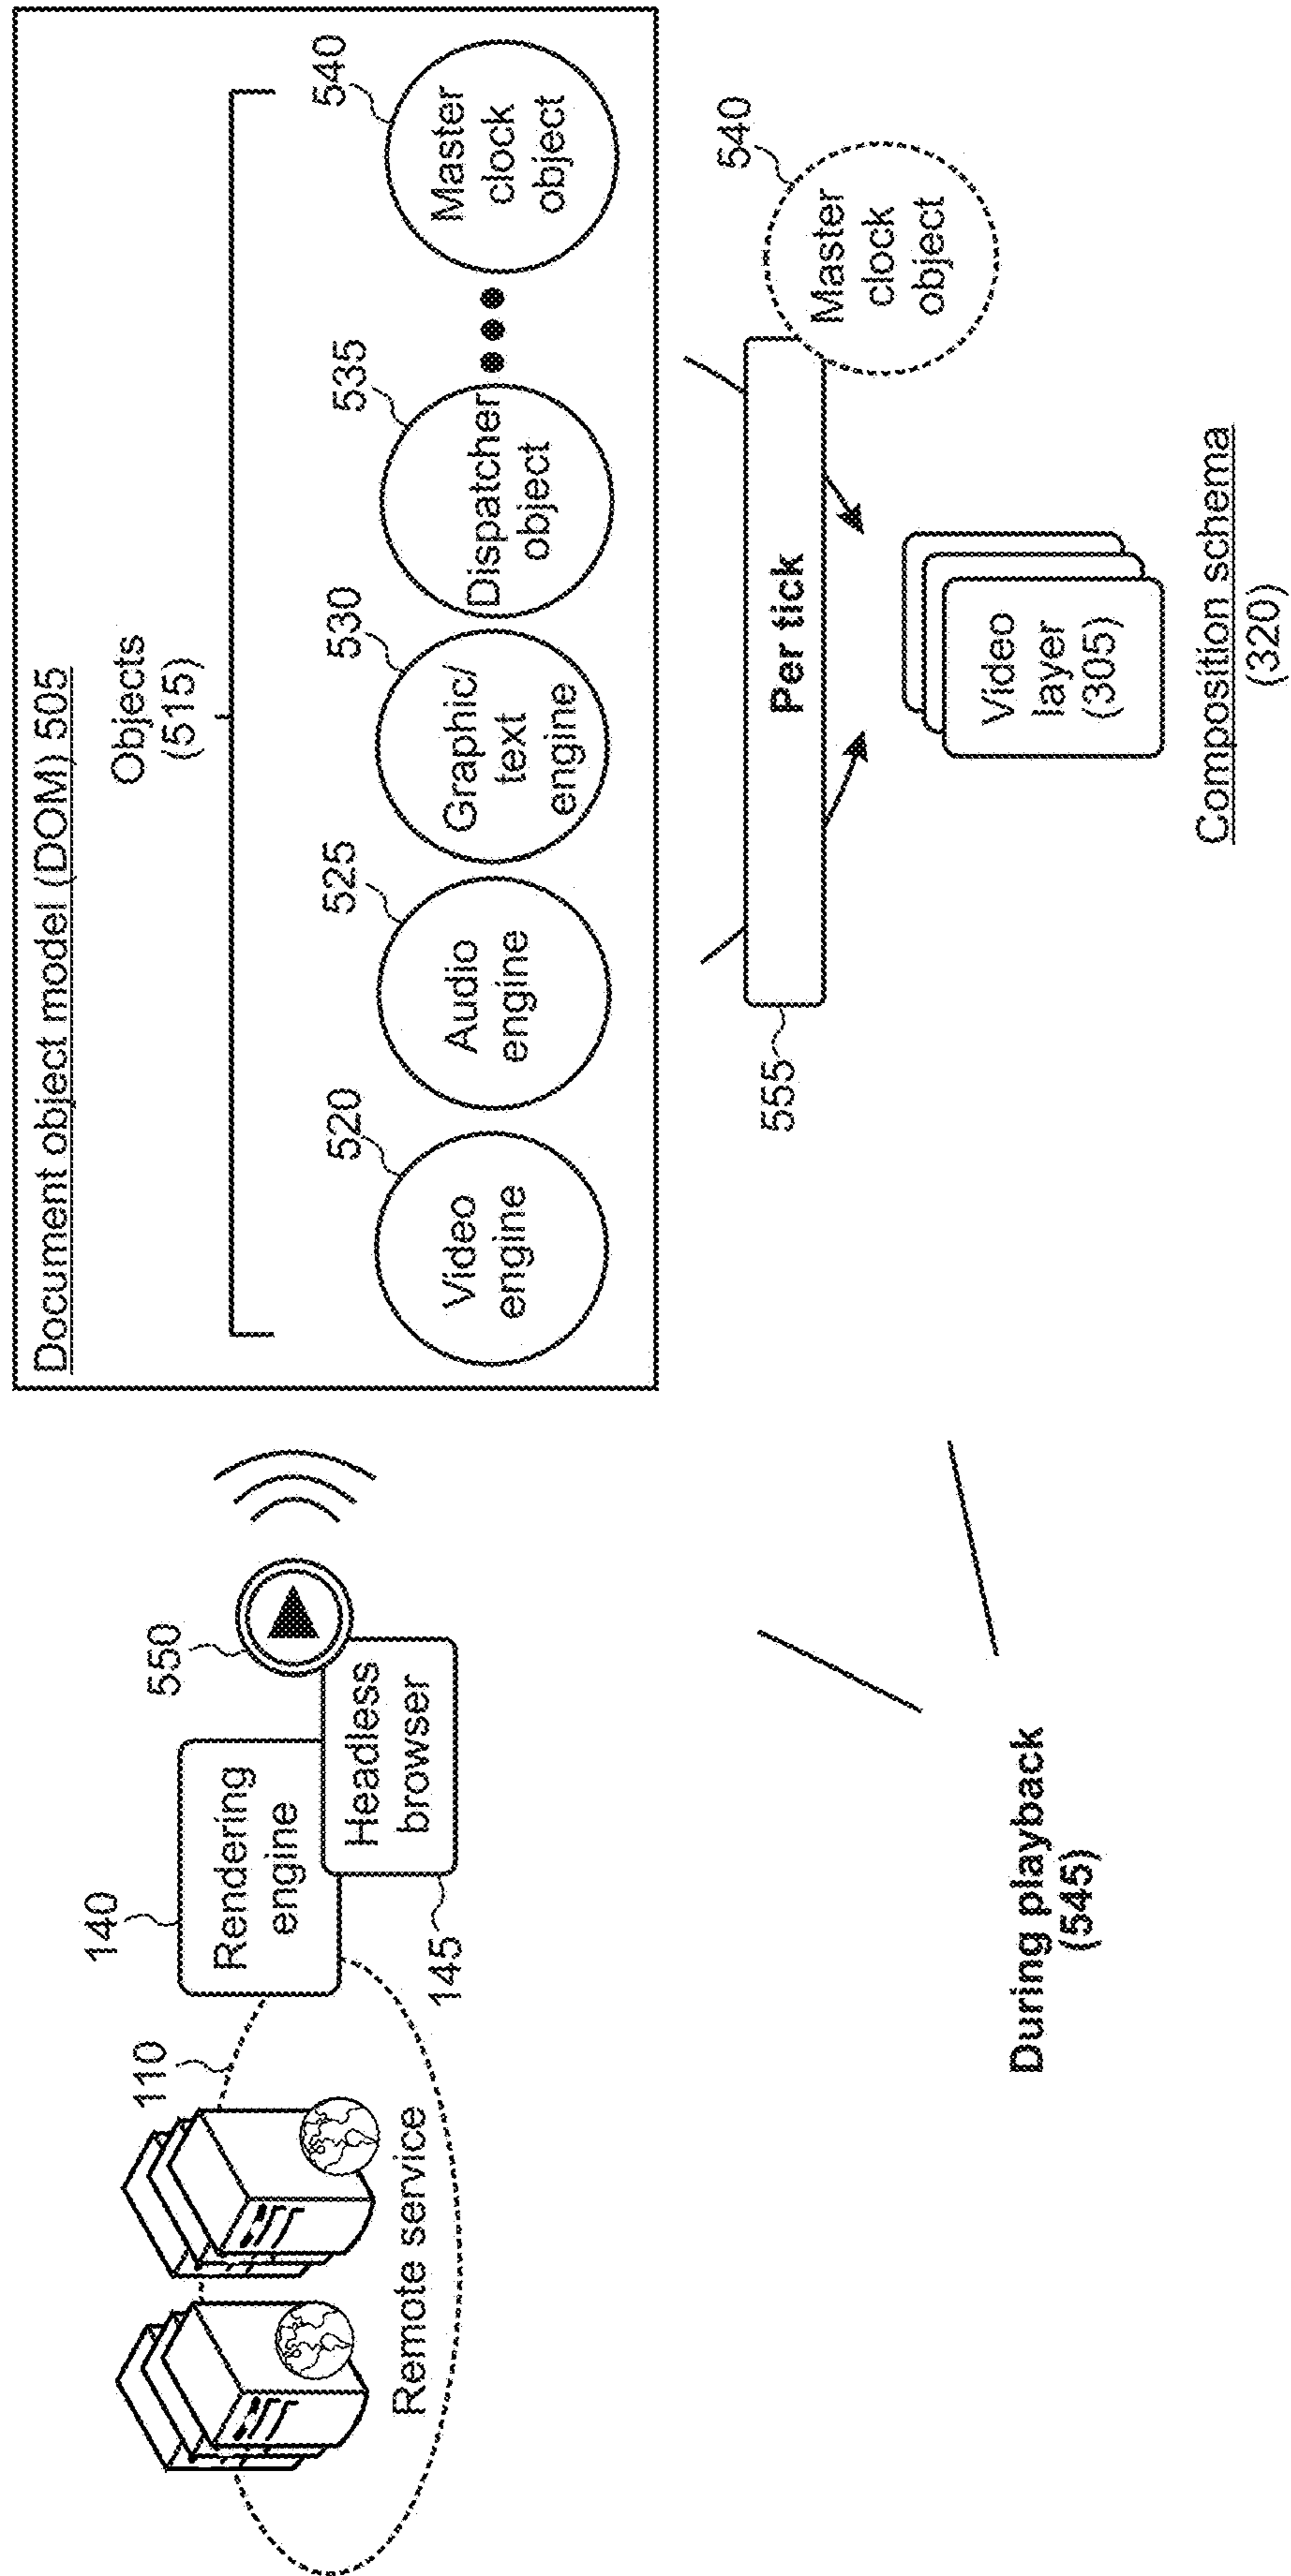 Document object model (DOM) 505
Objects
(515)
520
Video
engine
525
Audio
engine
530
Graphic/
text
engine
535
Dispatcher
object
540
Master
clock
object
110
Remote service
140
Rendering
engine
145
Headless
browser
550
During playback
(545)
555
Per tick
540
Master
clock
object
Video
layer
(305)
Composition schema
(320)